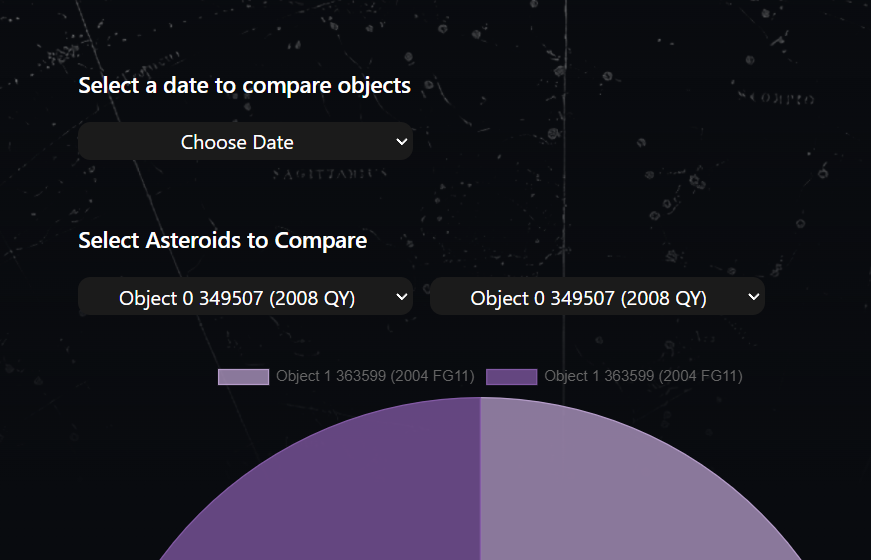 Select a date to compare objects
Choose Date
SCORPIO
SAGITTARIUS
Select Asteroids to Compare
Object 0 349507 (2008 QY) Object 0 349507 (2008 QY)
Object 1 363599 (2004 FG11) Object 1 363599 (2004 FG11)